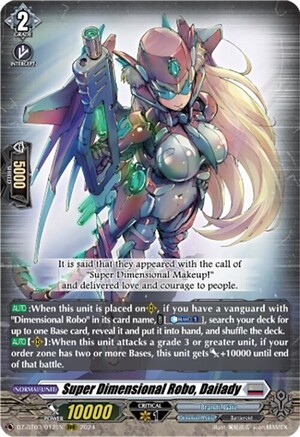 2
GRADE
INTERCEPT
5000
SHIELD
It is said that they appeared with the call of
"Super Dimensional Makeup!"
and delivered love and courage to people.
AUTO:When this unit is placed on , if you have a vanguard with
"Dimensional Robo" in its card name, search your deck for
up to one Base card, reveal it and put it into hand, and shuffle the deck.
AUTO :When this unit attacks a grade 3 or greater unit, if your
order zone has two or more Bases, this unit gets +10000 until end
of that battle.
NORMAL UNIT
Super Dimensional Robo, Dailady
POWER
10000
CRITICAL
1
Brandt Gate
2024